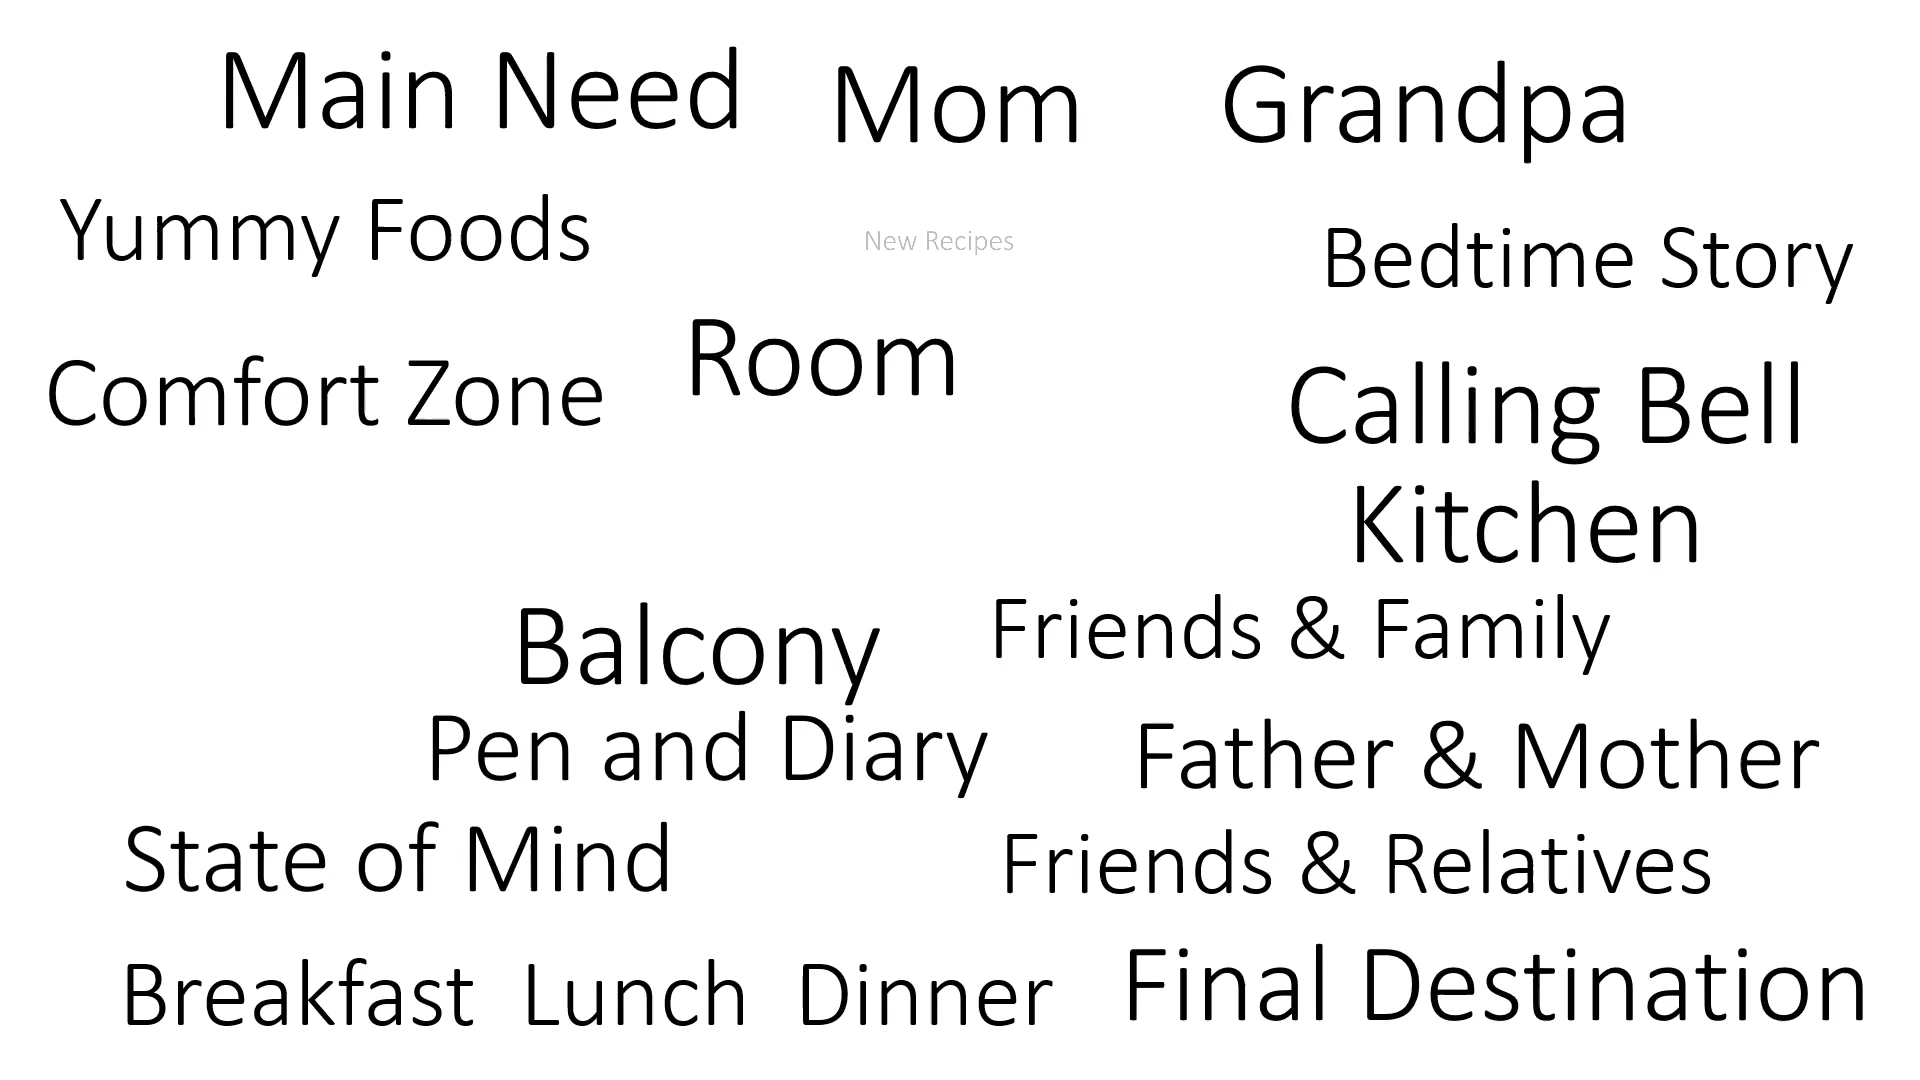 Main Need
Mom
Grandpa
Yummy Foods
New Recipes
Bedtime Story
Comfort Zone
Room
Calling Bell
Kitchen
Balcony
Friends & Family
Pen and Diary
Father & Mother
State of Mind
Friends & Relatives
Breakfast Lunch Dinner
Final Destination